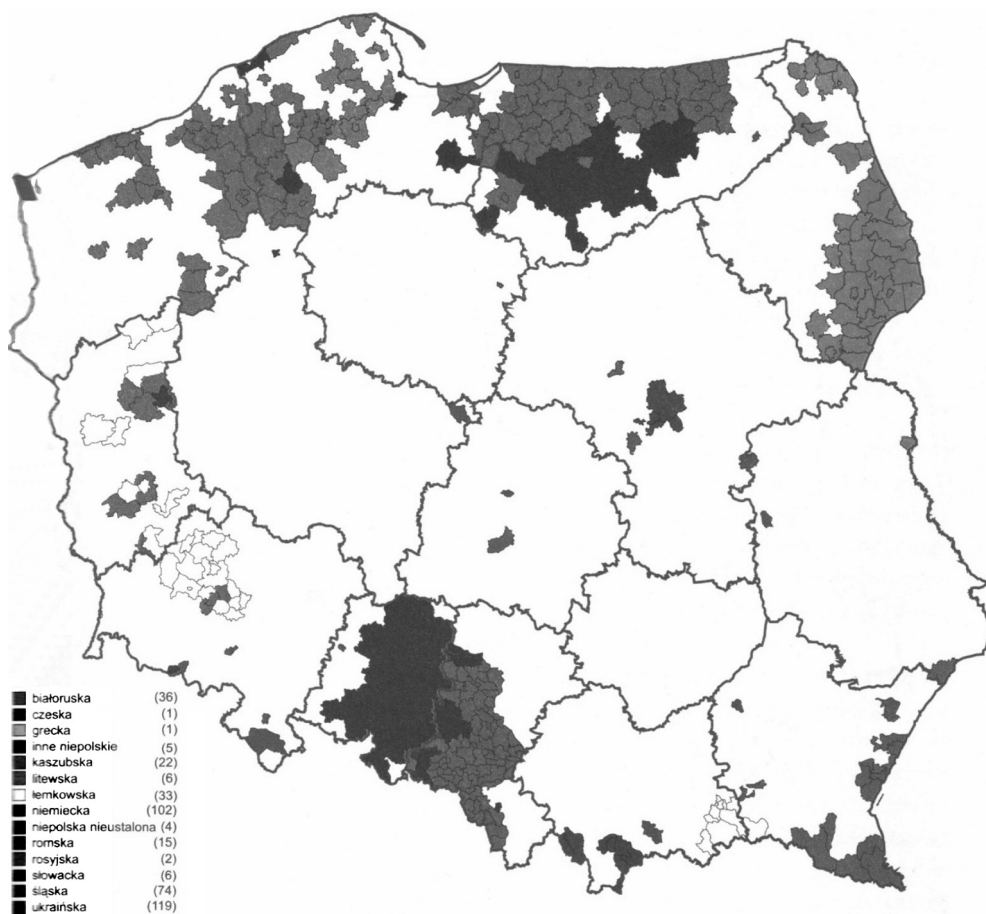 białoruska (36)
czeska (1)
grecka (1)
inne niepolskie (5)
kaszubska (22)
litewska (6)
łemkowska (33)
niemiecka (102)
niepolska nieustalona (4)
romska (15)
rosyjska (2)
słowacka (6)
śląska (74)
ukraińska (119)